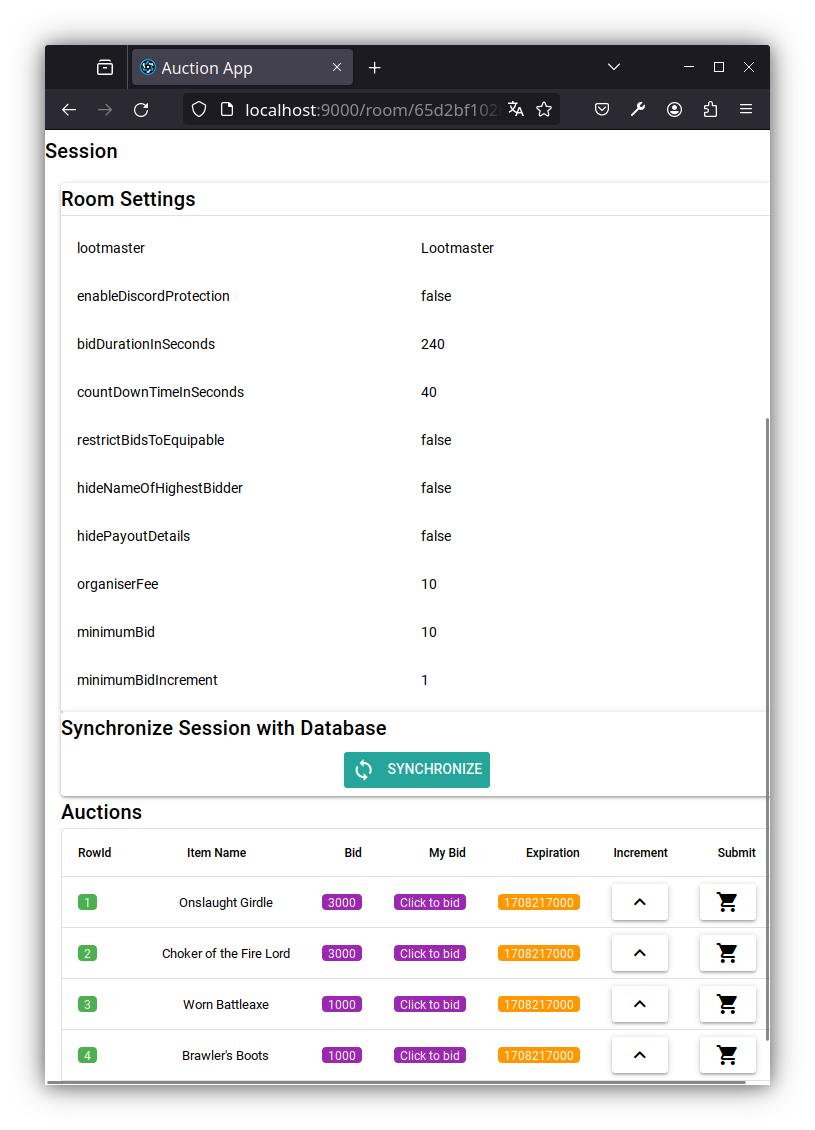 Auction App
localhost:9000/room/65d2bf102
Session
Room Settings
lootmaster Lootmaster
enableDiscordProtection false
bidDurationInSeconds 240
countDownTimeInSeconds 40
restrictBidsToEquipable false
hideNameOfHighestBidder false
hidePayoutDetails false
organiserFee 10
minimumBid 10
minimumBidIncrement 1
Synchronize Session with Database
SYNCHRONIZE
Auctions
RowId Item Name Bid My Bid Expiration Increment Submit
1 Onslaught Girdle 3000 Click to bid 1708217000
2 Choker of the Fire Lord 3000 Click to bid 1708217000
3 Worn Battleaxe 1000 Click to bid 1708217000
4 Brawler's Boots 1000 Click to bid 1708217000